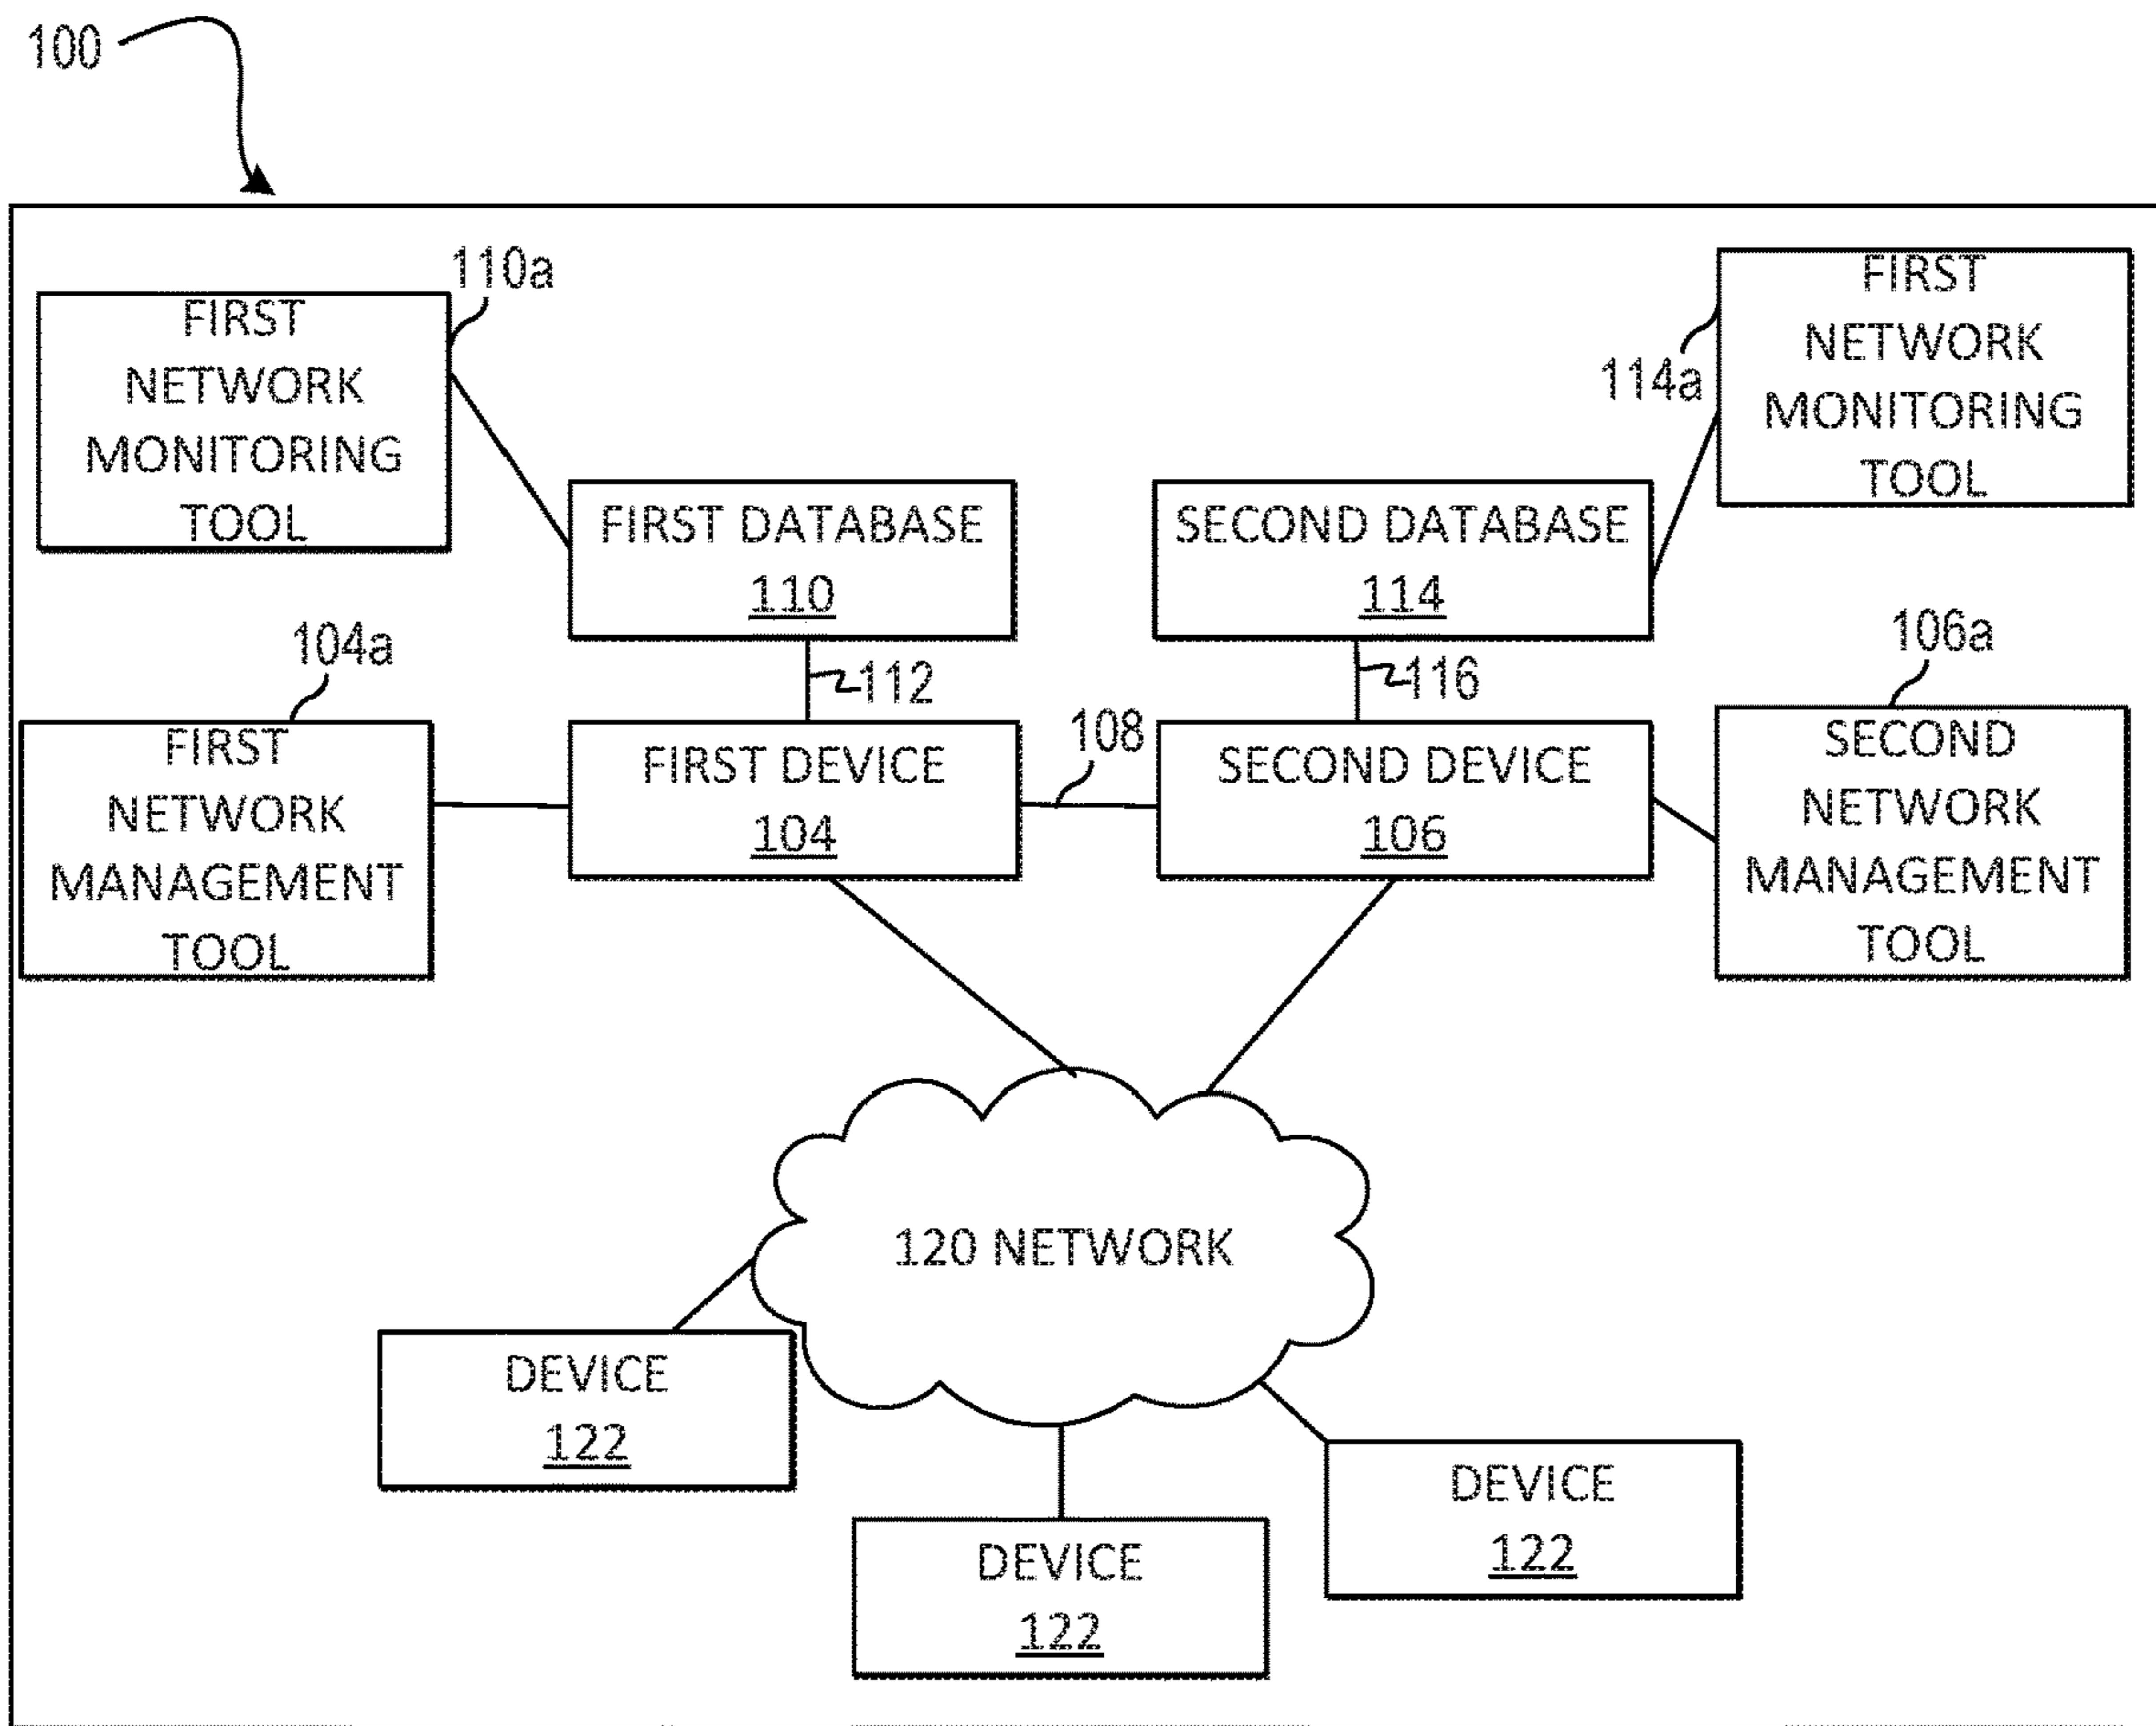 100
110a
FIRST
NETWORK
MONITORING
TOOL
FIRST
NETWORK
MONITORING
TOOL
114a
FIRST DATABASE
110
SECOND DATABASE
114
104a
112
116
106a
FIRST
NETWORK
MANAGEMENT
TOOL
FIRST DEVICE
104
108
SECOND DEVICE
106
SECOND
NETWORK
MANAGEMENT
TOOL
120 NETWORK
DEVICE
122
DEVICE
122
DEVICE
122